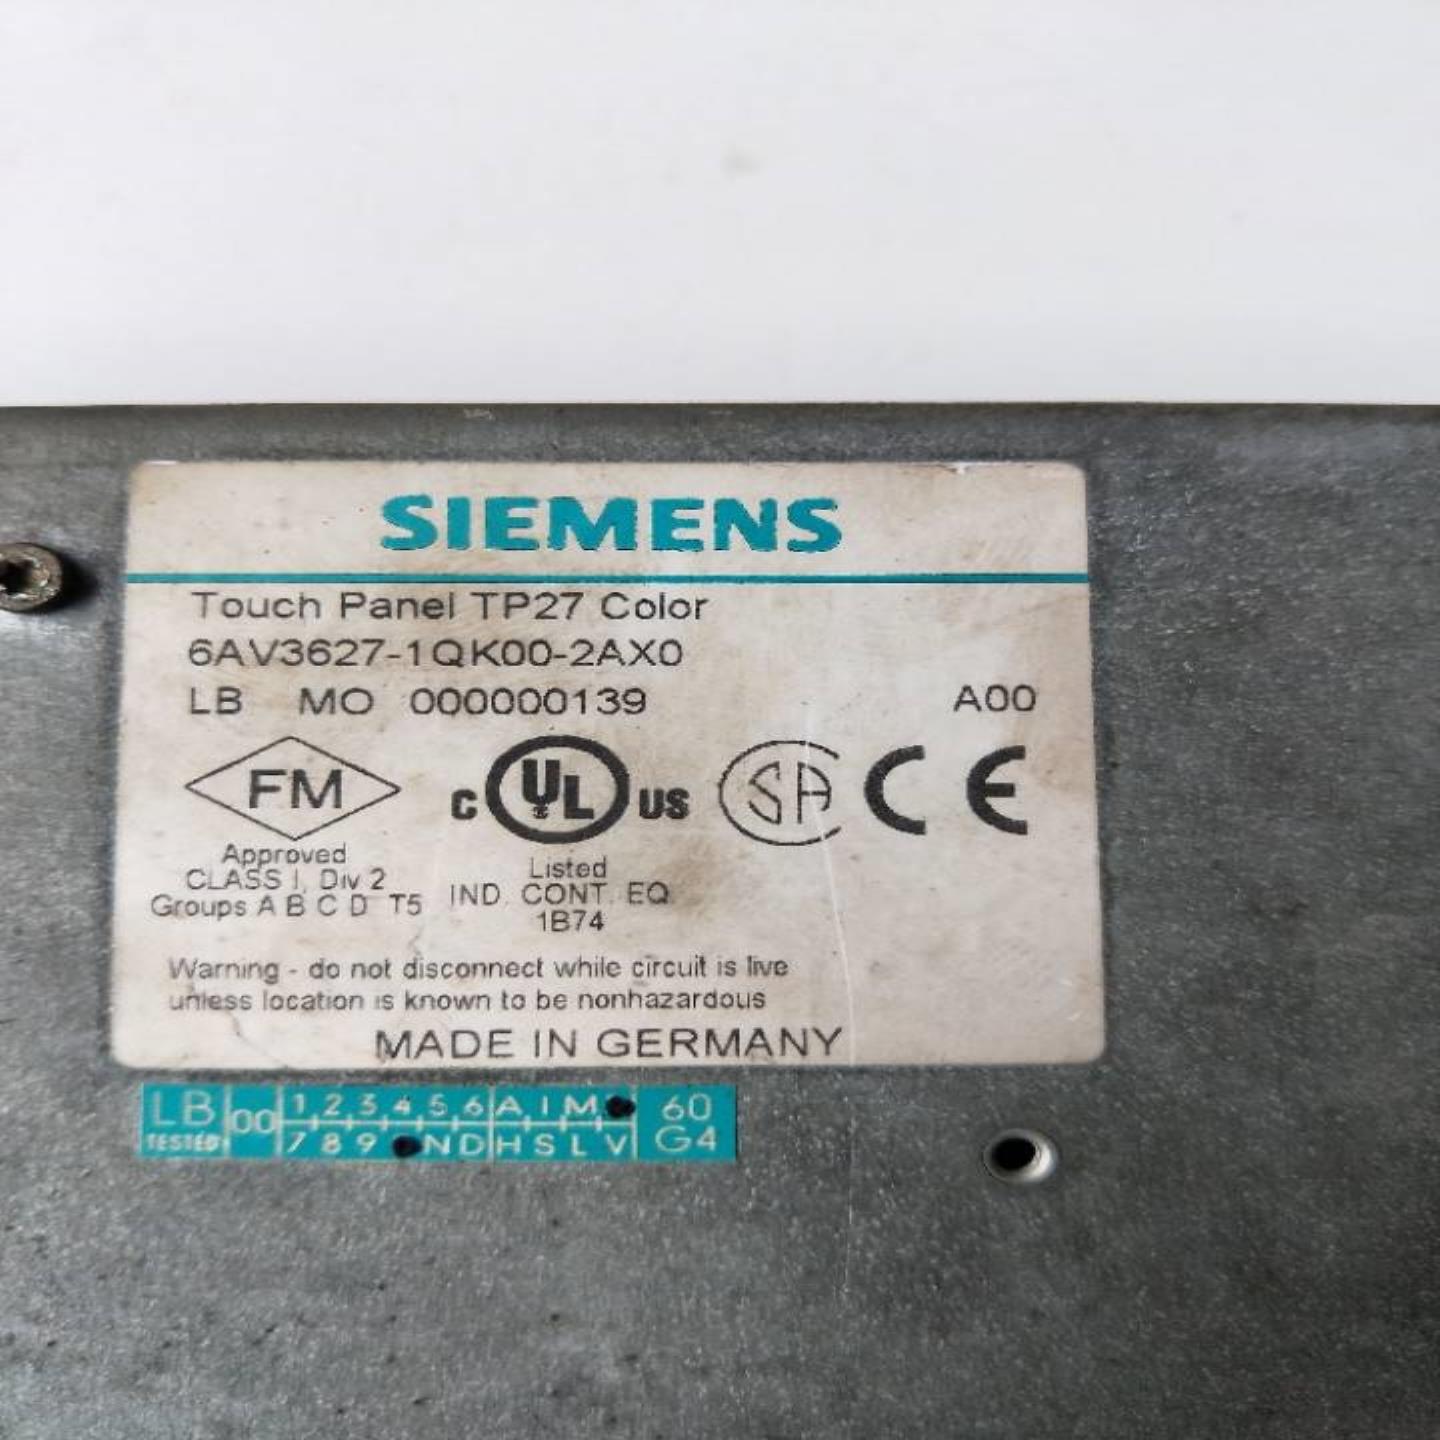 SIEMENS
Touch Panel TP27 Color
6AV3627-1QK00-2AX0
LB MO 000000139 A00
FM
Approved
CLASS I, Div 2
Groups A B C D T5
C UL US
Listed
IND. CONT. EQ.
1B74
SA
CE
Warning - do not disconnect while circuit is live
unless location is known to be nonhazardous
MADE IN GERMANY
LB 00 1 2 3 4 5 6 A I M 60
TESTED 7 8 9 N D H S L V G4